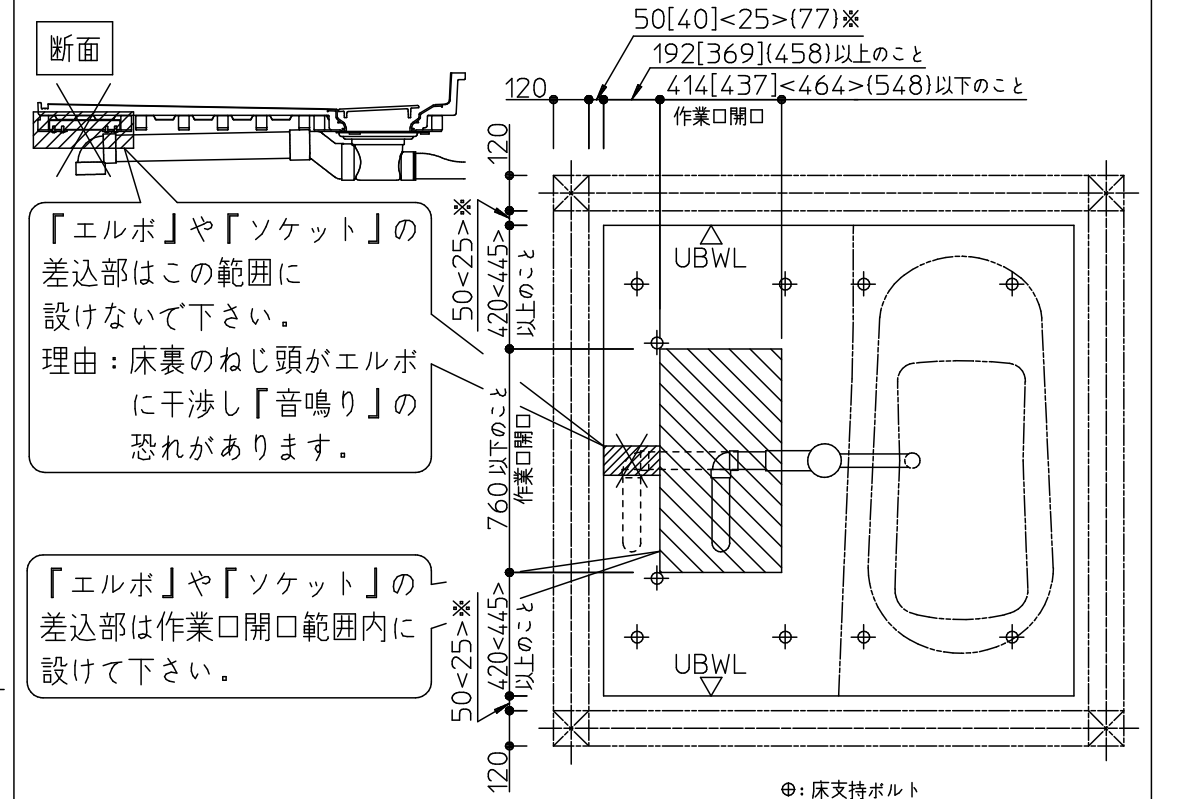 断面
50[40]<25>{77}※
192[369]{458}以上のこと
414[437]<464>{548}以下のこと
120
作業口開口
120
『エルボ』や『ソケット』の
差込部はこの範囲に
設けないで下さい。
理由：床裏のねじ頭がエルボ
に干渉し『音鳴り』の
恐れがあります。
50<25>※
420<445>
以上のこと
UBWL
760以下のこと
作業口開口
『エルボ』や『ソケット』の
差込部は作業口開口範囲内に
設けて下さい。
50<25>※
420<445>
以上のこと
UBWL
120
⊕：床支持ボルト